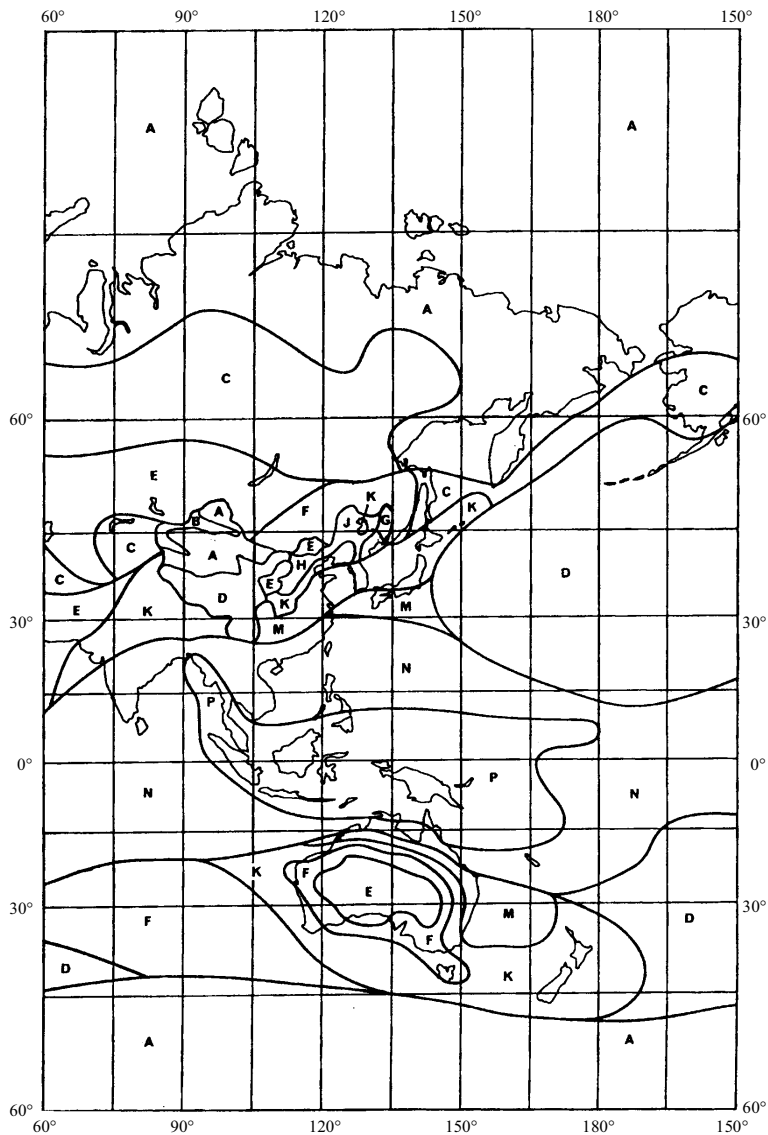 60° 90° 120° 150° 180° 150°
A A
A
C C
60° 60°
E
K C
A F K
B J G
C E
A H
C D
E
E K D K M
30° M 30°
N
P
0° 0°
P
N N
K F
E
30° M 30°
F D
F
D K
A A
60° 60°
60° 90° 120° 150° 180° 150°